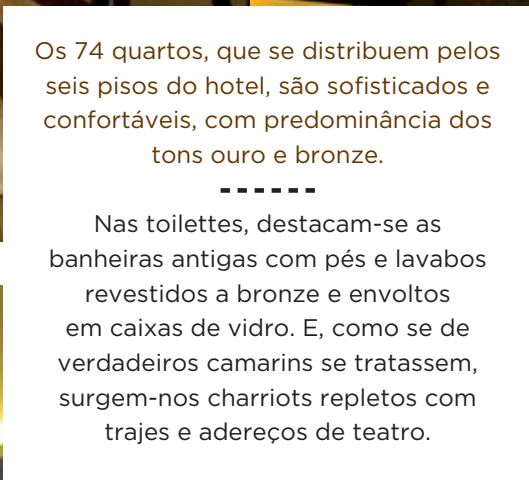 Os 74 quartos, que se distribuem pelos
seis pisos do hotel, são sofisticados e
confortáveis, com predominância dos
tons ouro e bronze.
------
Nas toilettes, destacam-se as
banheiras antigas com pés e lavabos
revestidos a bronze e envoltos
em caixas de vidro. E, como se de
verdadeiros camarins se tratassem,
surgem-nos charriots repletos com
trajes e adereços de teatro.